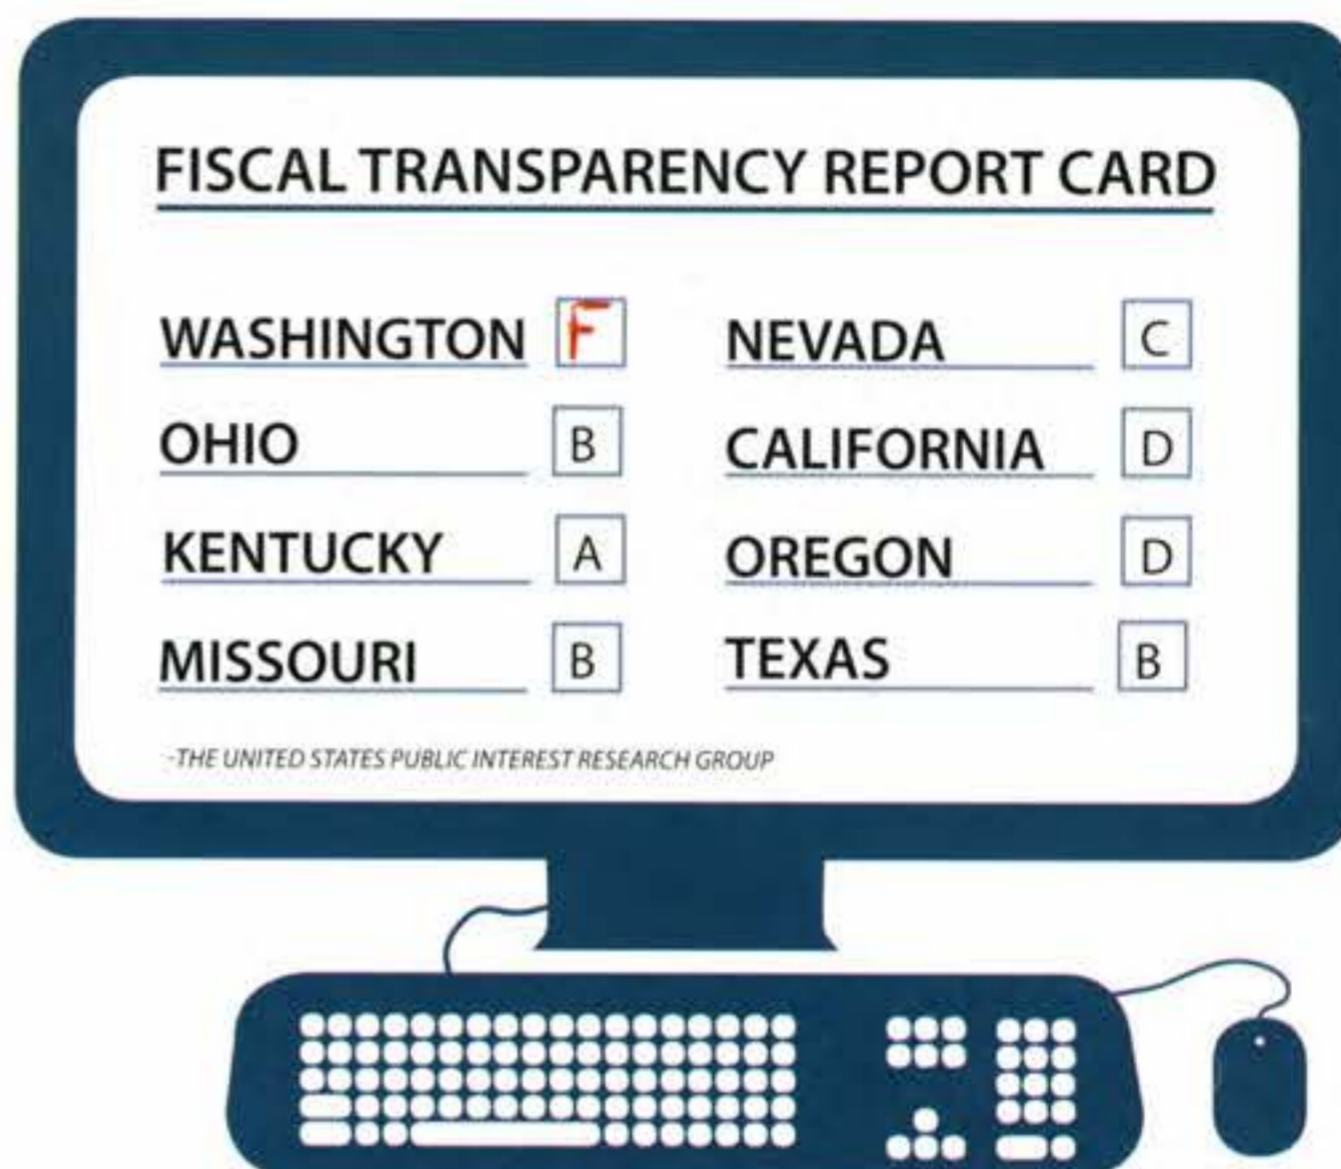 FISCAL TRANSPARENCY REPORT CARD
WASHINGTON F NEVADA C
OHIO B CALIFORNIA D
KENTUCKY A OREGON D
MISSOURI B TEXAS B
-THE UNITED STATES PUBLIC INTEREST RESEARCH GROUP